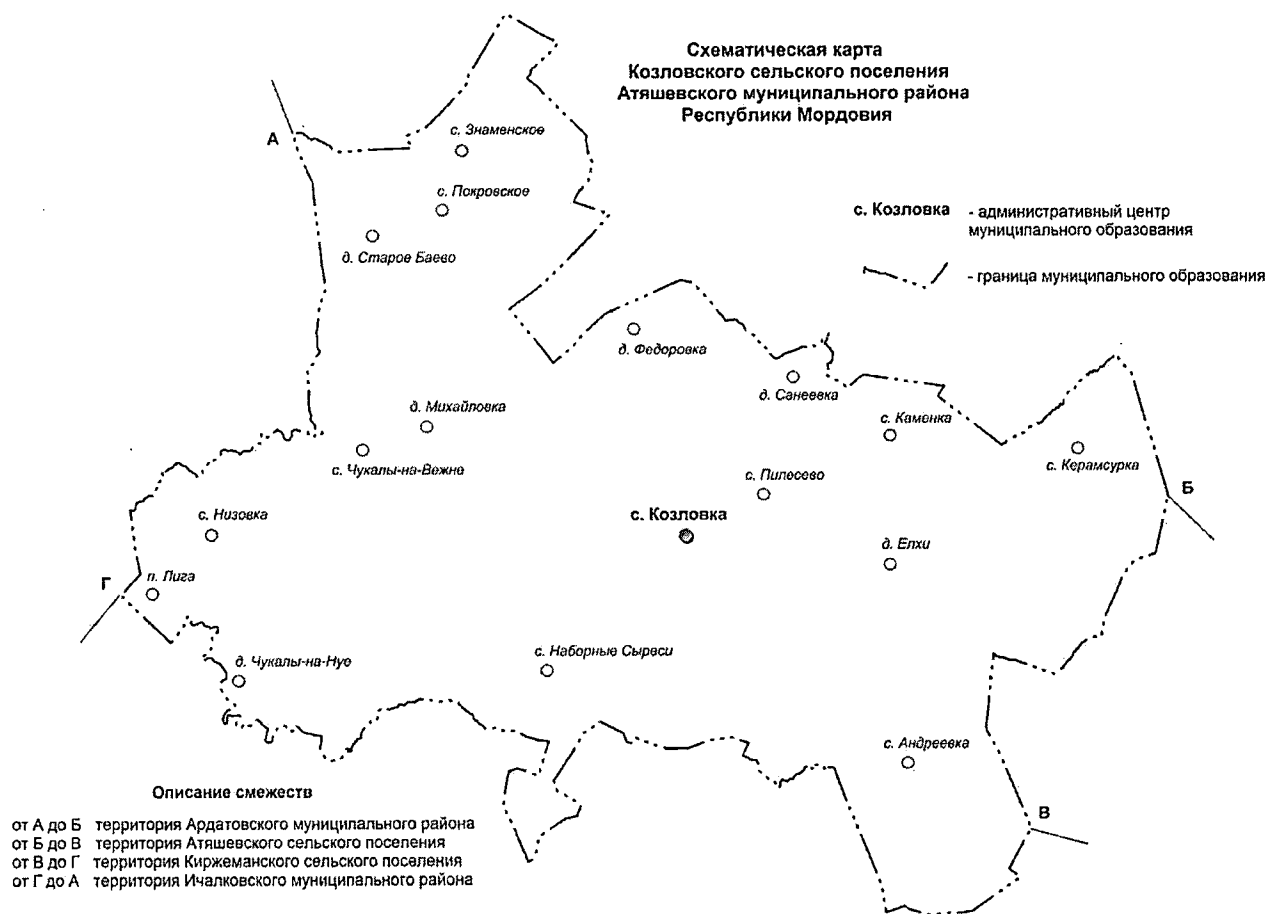 Схематическая карта
Козловского сельского поселения
Атяшевского муниципального района
Республики Мордовия
А
с. Знаменское
с. Покровское
д. Старое Баево
с. Козловка - административный центр
муниципального образования
- граница муниципального образования
д. Федоровка
д. Санеевка
д. Михайловка
с. Каменка
с. Чукалы-на-Вежне
с. Керамсурка
с. Пилесево
Б
с. Низовка
с. Козловка
д. Елхи
Г
п. Лига
д. Чукалы-на-Нуе
с. Наборные Сыреси
с. Андреевка
В
Описание смежеств
от А до Б территория Ардатовского муниципального района
от Б до В территория Атяшевского сельского поселения
от В до Г территория Киржеманского сельского поселения
от Г до А территория Ичалковского муниципального района